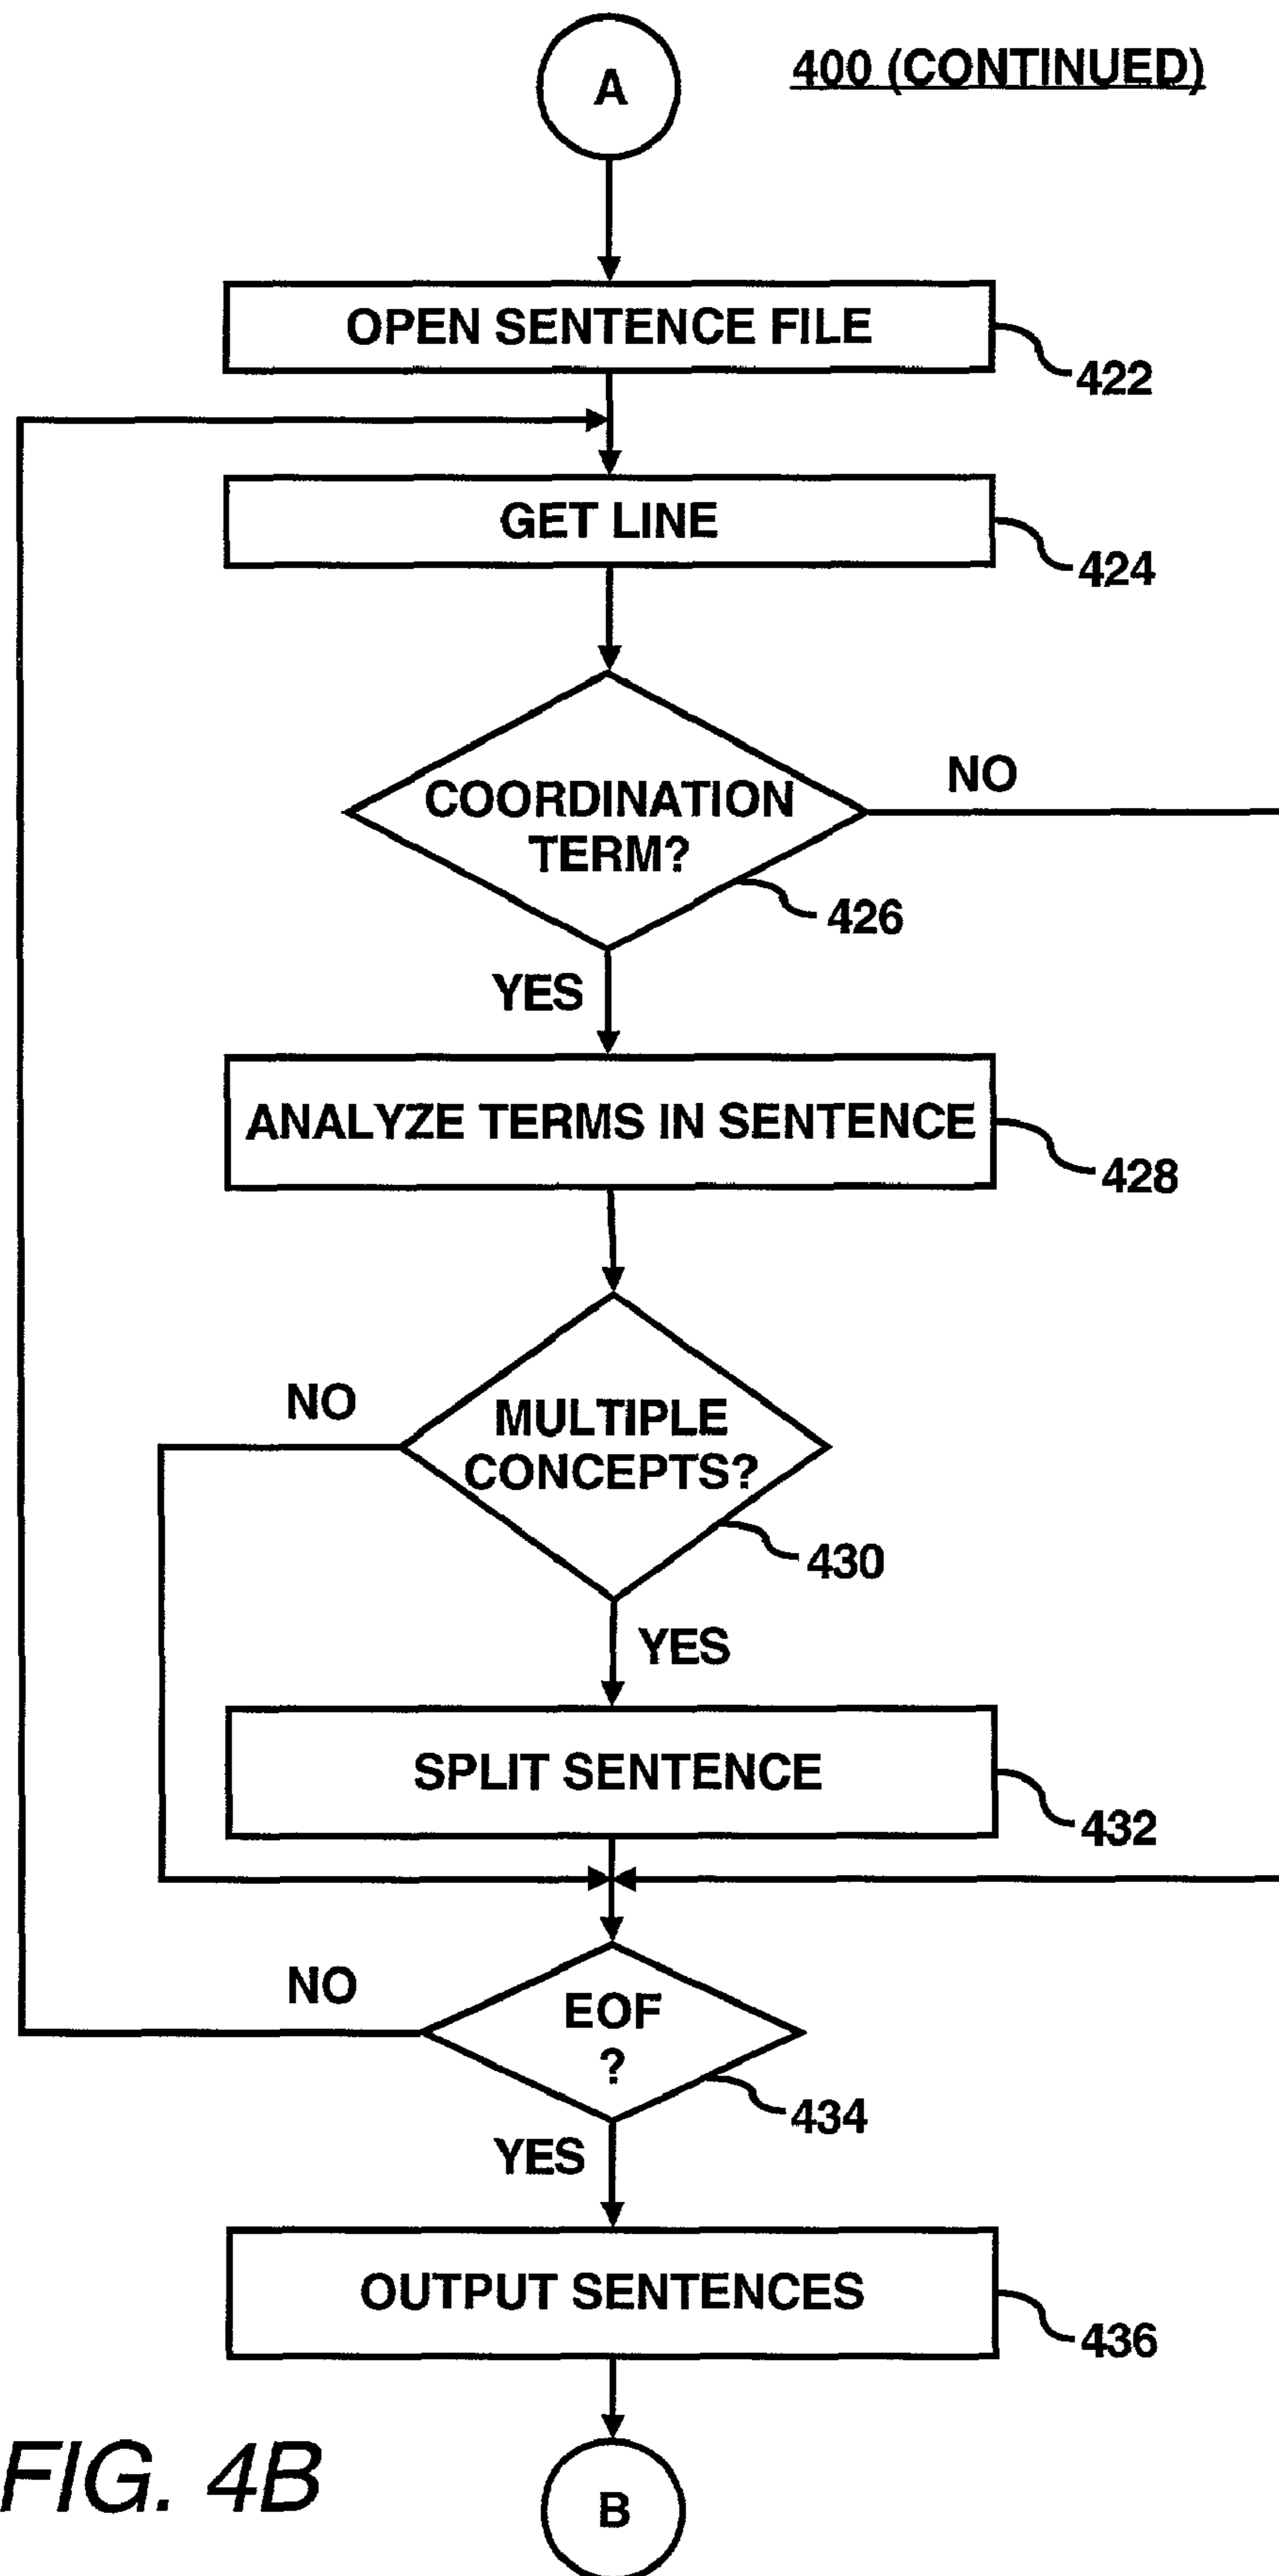 A
400 (CONTINUED)
OPEN SENTENCE FILE
422
GET LINE
424
COORDINATION
TERM?
NO
426
YES
ANALYZE TERMS IN SENTENCE
428
NO
MULTIPLE
CONCEPTS?
430
YES
SPLIT SENTENCE
432
NO
EOF
?
434
YES
OUTPUT SENTENCES
436
FIG. 4B
B